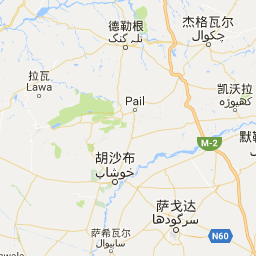 杰格瓦尔
چکوال
德勒根
تلہ گنگ
拉瓦
Lawa
Pail
凯沃拉
کھیوڑہ
M-2
胡沙布
خوشاب
萨戈达
سرگودھا
萨希瓦尔
ساہیوال
N60